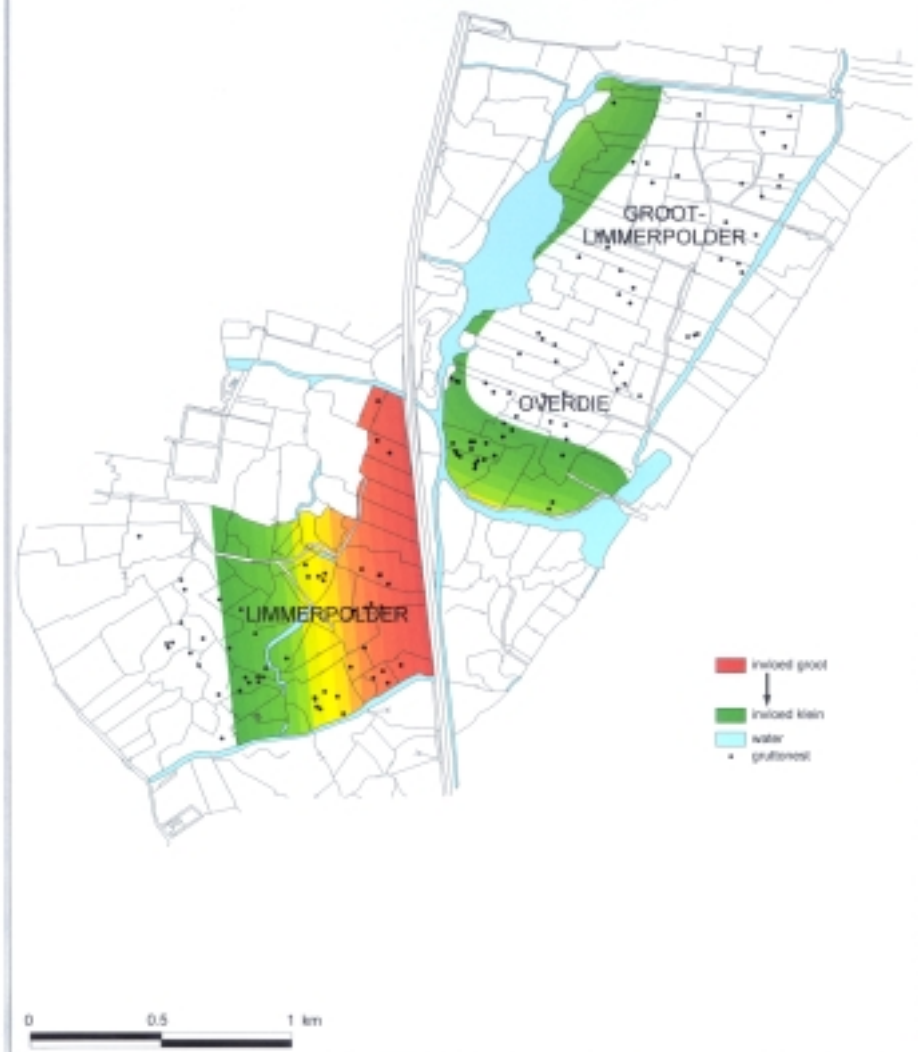 GROOT-
LIMMERPOLDER
OVERDIE
LIMMERPOLDER
invloed groot
invloed klein
water
gruttonest
0 0.5 1 km